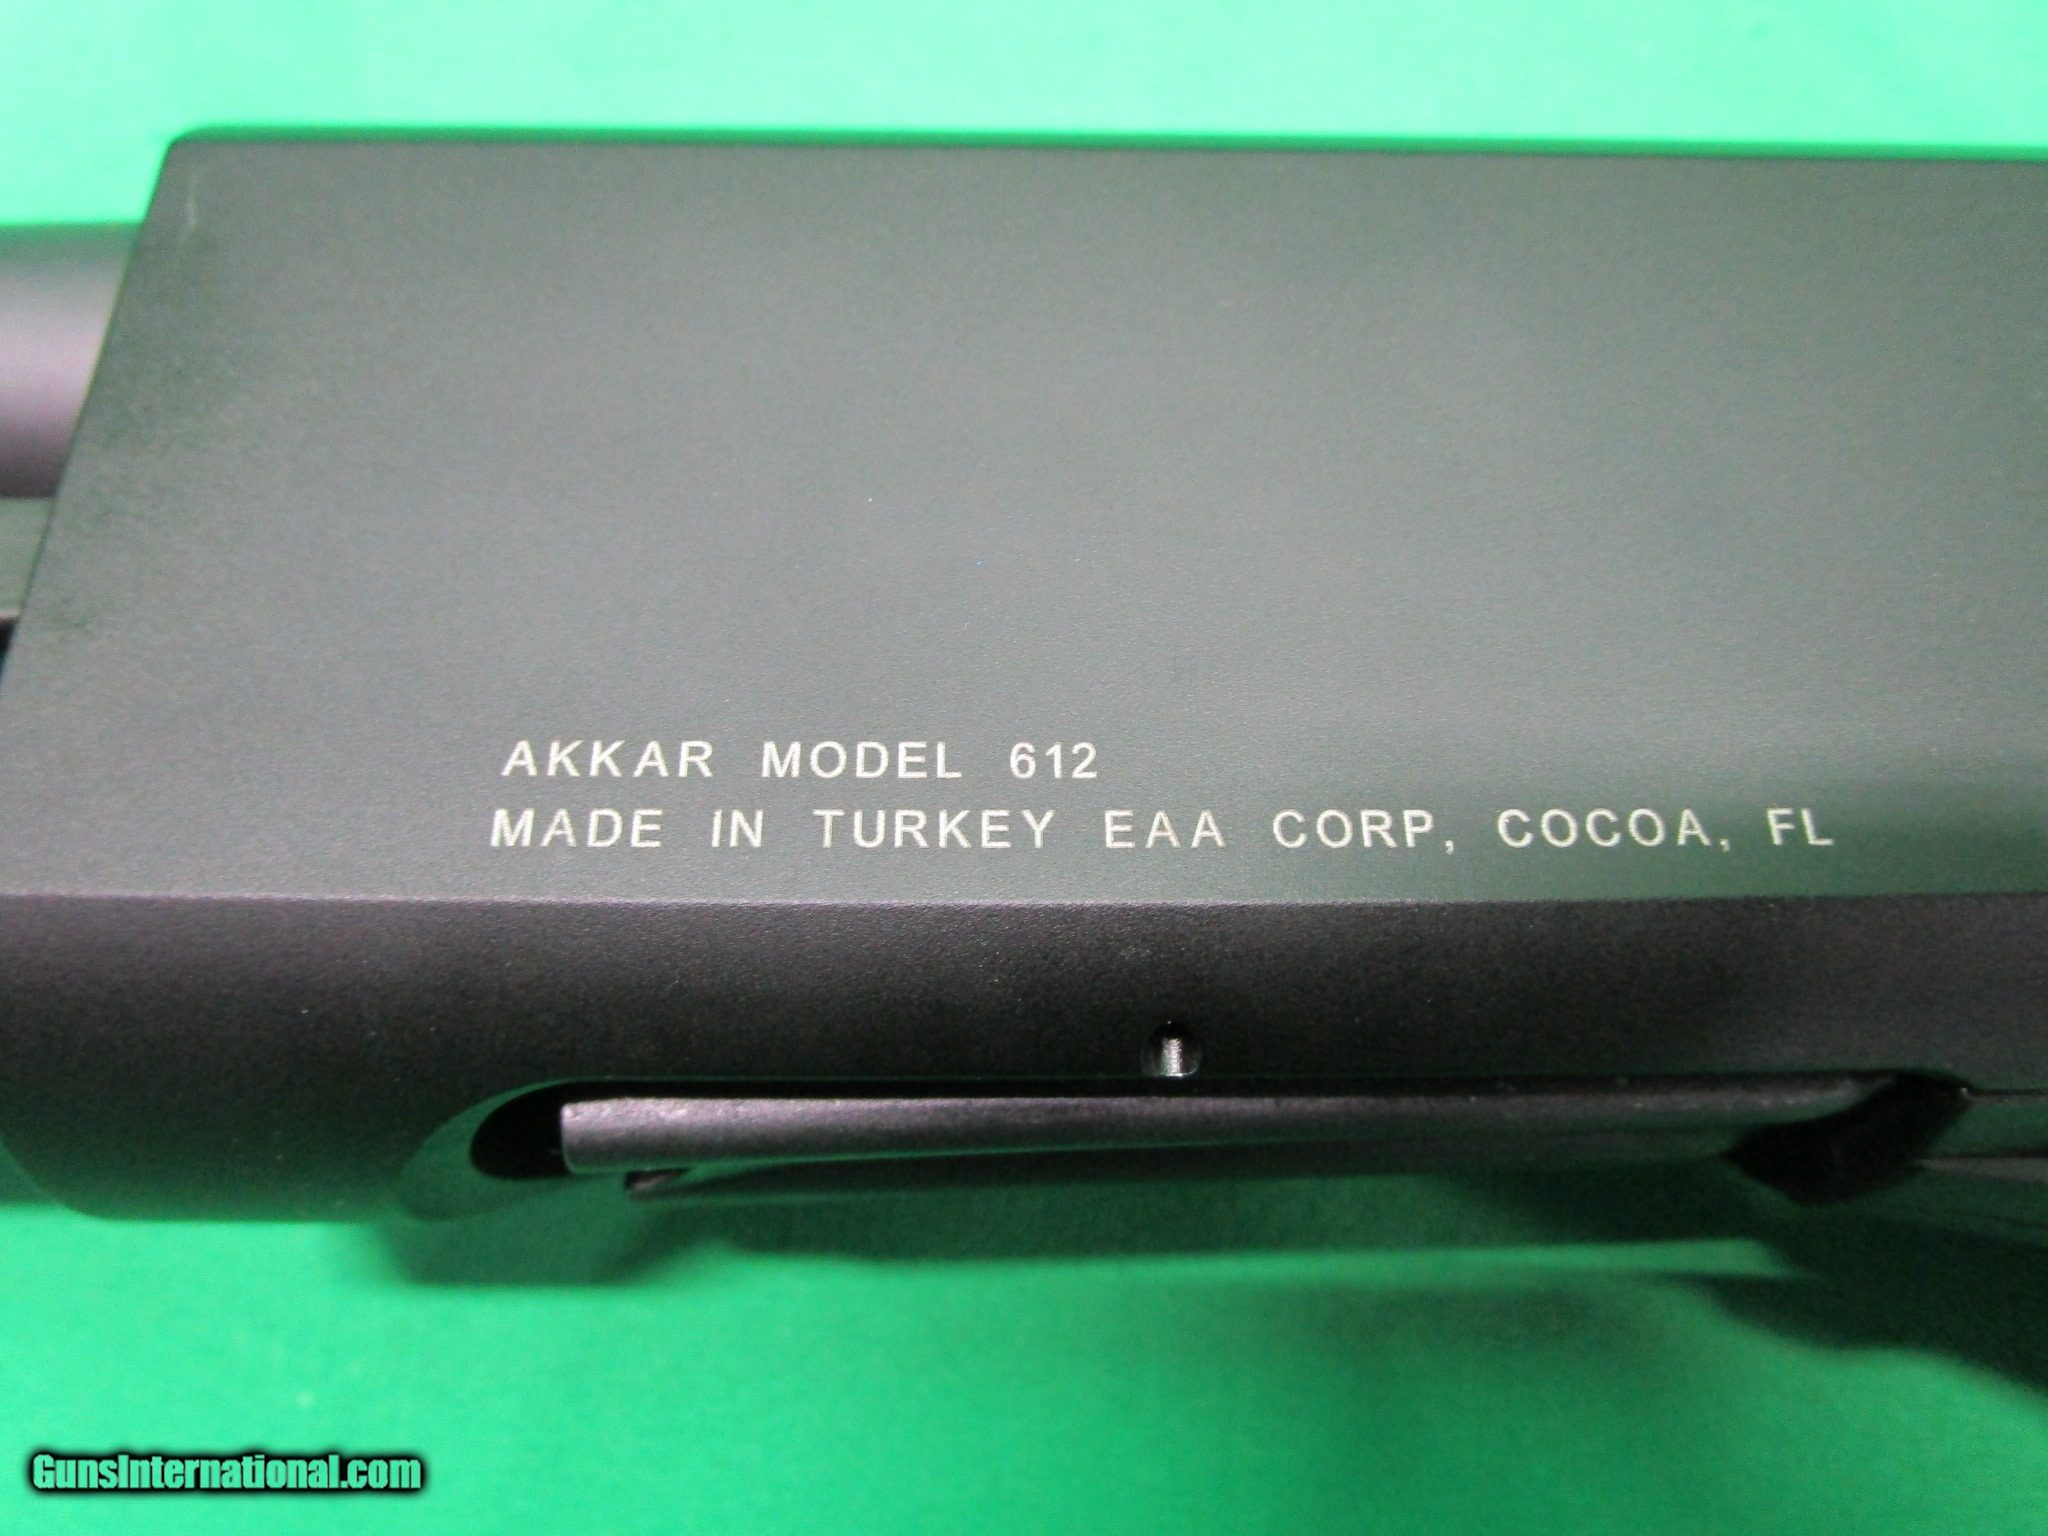 AKKAR MODEL 612
MADE IN TURKEY EAA CORP, COCOA, FL
GunsInternational.com